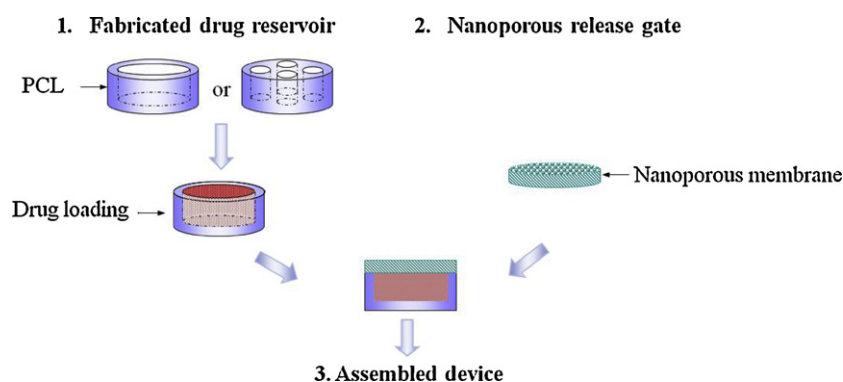 1. Fabricated drug reservoir
2. Nanoporous release gate
PCL
or
Nanoporous membrane
Drug loading
3. Assembled device